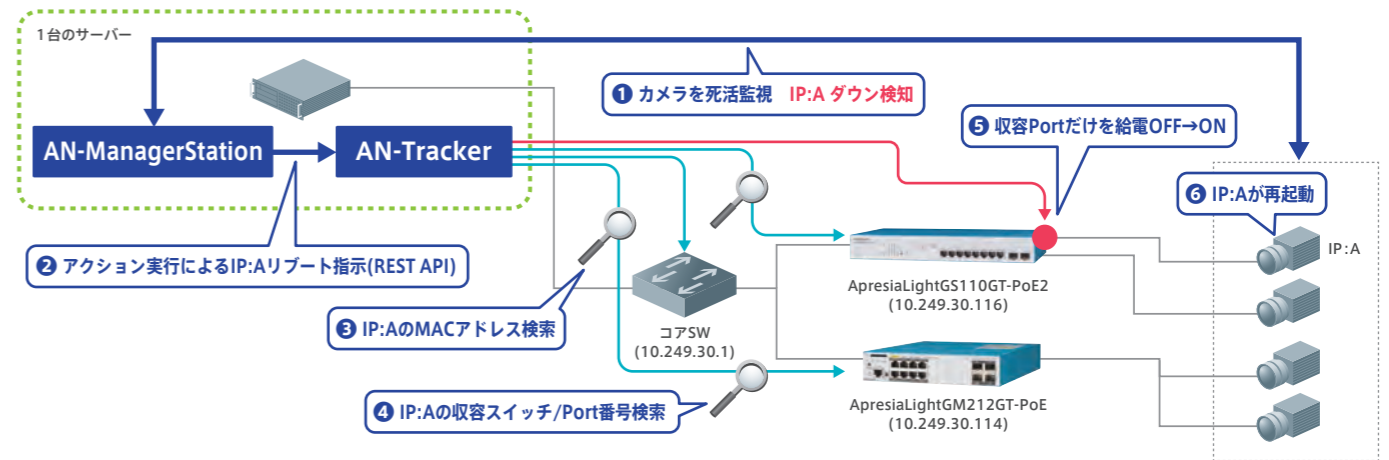 1台のサーバー
❶ カメラを死活監視 IP:A ダウン検知
❺ 収容Portだけを給電OFF→ON
AN-ManagerStation
AN-Tracker
❻ IP:Aが再起動
IP:A
❷ アクション実行によるIP:Aリブート指示(REST API)
ApresiaLightGS110GT-PoE2
(10.249.30.116)
❸ IP:AのMACアドレス検索
コアSW
(10.249.30.1)
❹ IP:Aの収容スイッチ/Port番号検索
ApresiaLightGM212GT-PoE
(10.249.30.114)